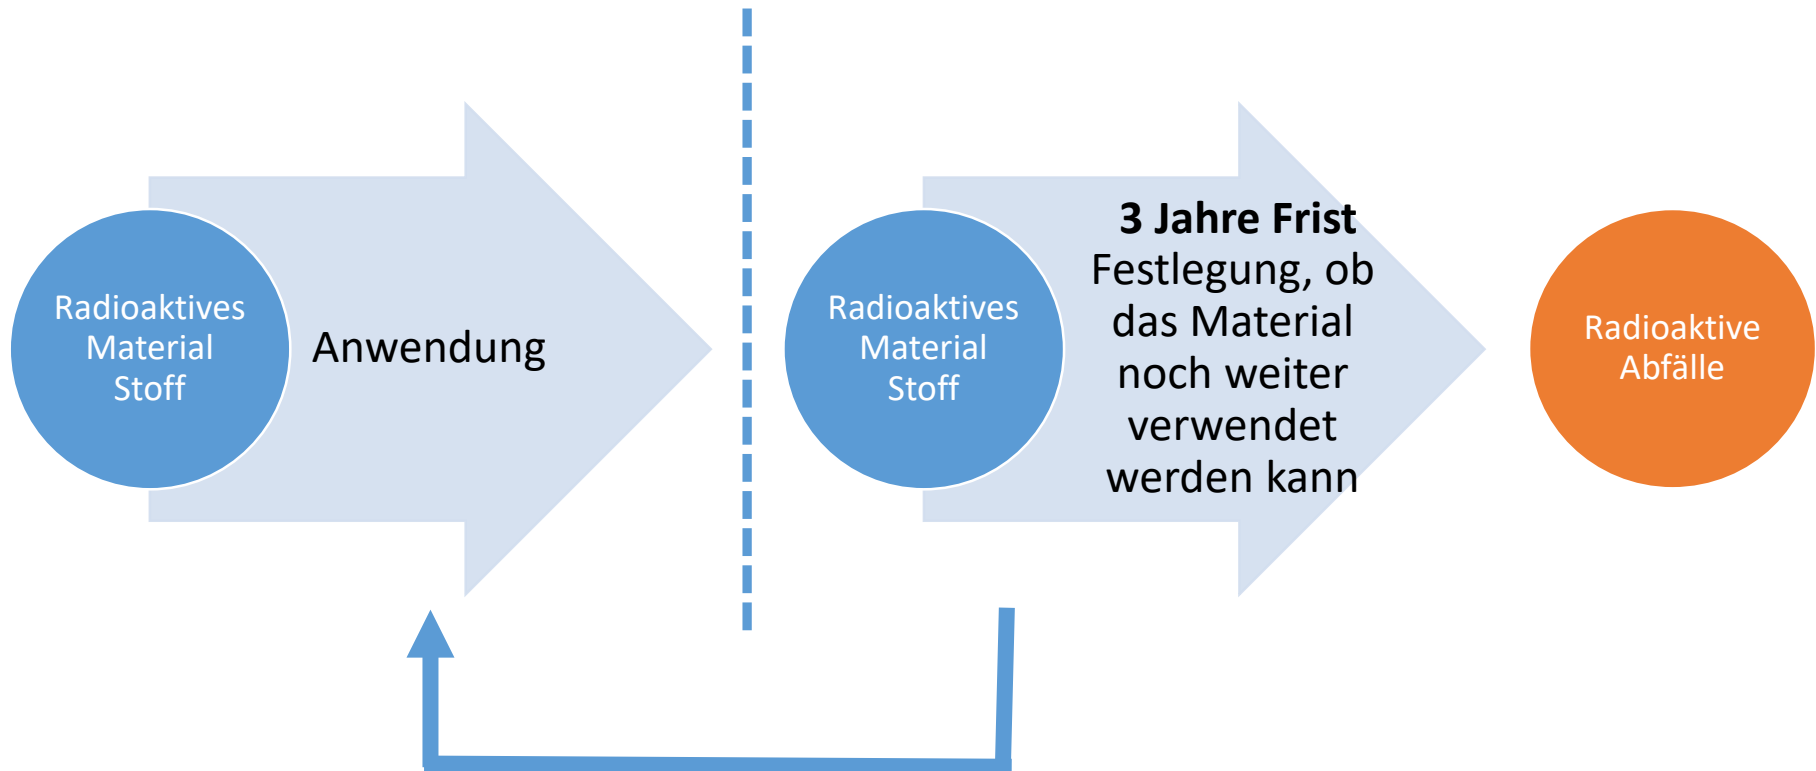 Radioaktives
Material
Stoff
Anwendung
Radioaktives
Material
Stoff
3 Jahre Frist
Festlegung, ob
das Material
noch weiter
verwendet
werden kann
Radioaktive
Abfälle